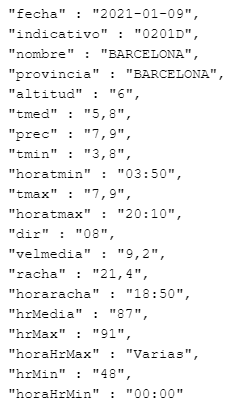 "fecha" : "2021-01-09",
"indicativo" : "0201D",
"nombre" : "BARCELONA",
"provincia" : "BARCELONA",
"altitud" : "6",
"tmed" : "5,8",
"prec" : "7,9",
"tmin" : "3,8",
"horatmin" : "03:50",
"tmax" : "7,9",
"horatmax" : "20:10",
"dir" : "08",
"velmedia" : "9,2",
"racha" : "21,4",
"horaracha" : "18:50",
"hrMedia" : "87",
"hrMax" : "91",
"horaHrMax" : "Varias",
"hrMin" : "48",
"horaHrMin" : "00:00"